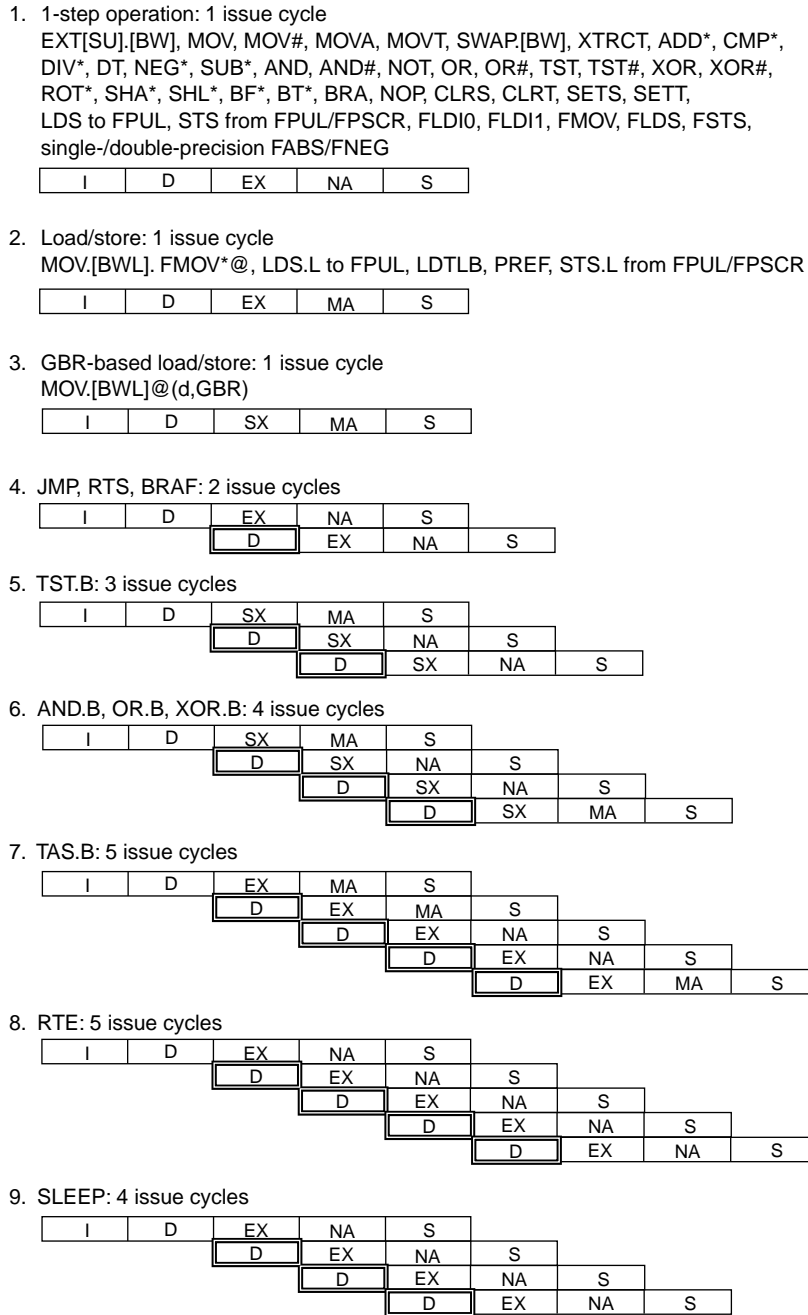 1. 1-step operation: 1 issue cycle
EXT[SU].[BW], MOV, MOV#, MOVA, MOVT, SWAP.[BW], XTRCT, ADD*, CMP*,
DIV*, DT, NEG*, SUB*, AND, AND#, NOT, OR, OR#, TST, TST#, XOR, XOR#,
ROT*, SHA*, SHL*, BF*, BT*, BRA, NOP, CLRS, CLRT, SETS, SETT,
LDS to FPUL, STS from FPUL/FPSCR, FLDI0, FLDI1, FMOV, FLDS, FSTS,
single-/double-precision FABS/FNEG
I D EX NA S
2. Load/store: 1 issue cycle
MOV.[BWL]. FMOV*@, LDS.L to FPUL, LDTLB, PREF, STS.L from FPUL/FPSCR
I D EX MA S
3. GBR-based load/store: 1 issue cycle
MOV.[BWL]@(d,GBR)
I D SX MA S
4. JMP, RTS, BRAF: 2 issue cycles
I D EX NA S
D EX NA S
5. TST.B: 3 issue cycles
I D SX MA S
D SX NA S
D SX NA S
6. AND.B, OR.B, XOR.B: 4 issue cycles
I D SX MA S
D SX NA S
D SX NA S
D SX MA S
7. TAS.B: 5 issue cycles
I D EX MA S
D EX MA S
D EX NA S
D EX NA S
D EX MA S
8. RTE: 5 issue cycles
I D EX NA S
D EX NA S
D EX NA S
D EX NA S
D EX NA S
9. SLEEP: 4 issue cycles
I D EX NA S
D EX NA S
D EX NA S
D EX NA S